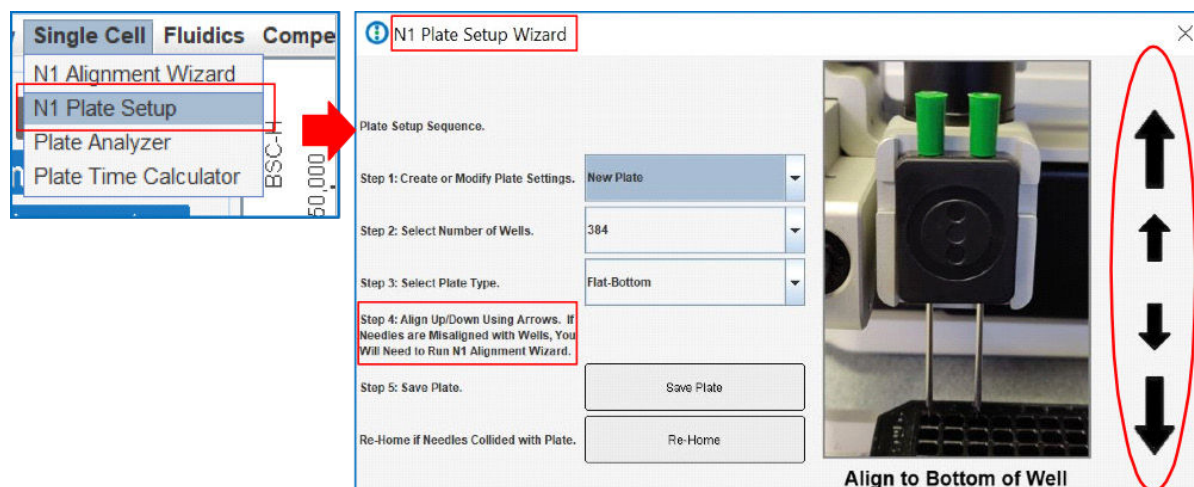 Single Cell Fluidics Compe
N1 Alignment Wizard
N1 Plate Setup
Plate Analyzer
Plate Time Calculator
BSC-H
50,000
N1 Plate Setup Wizard
Plate Setup Sequence.
Step 1: Create or Modify Plate Settings. New Plate
Step 2: Select Number of Wells. 384
Step 3: Select Plate Type. Flat-Bottom
Step 4: Align Up/Down Using Arrows. If
Needles are Misaligned with Wells, You
Will Need to Run N1 Alignment Wizard.
Step 5: Save Plate. Save Plate
Re-Home if Needles Collided with Plate. Re-Home
Align to Bottom of Well